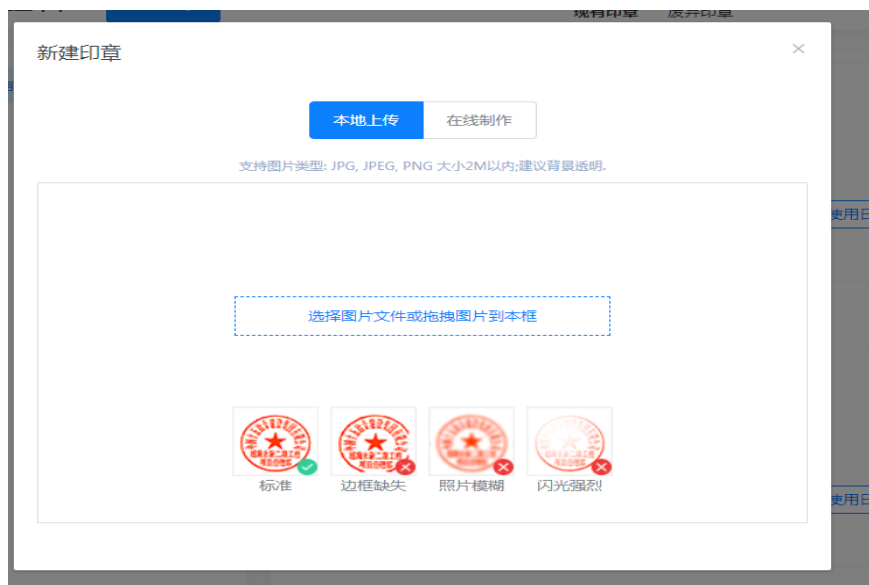 现有印章 废弃印章
新建印章
本地上传 在线制作
支持图片类型: JPG, JPEG, PNG 大小2M以内;建议背景透明.
使用日
选择图片文件或拖拽图片到本框
标准 边框缺失 照片模糊 闪光强烈
使用日